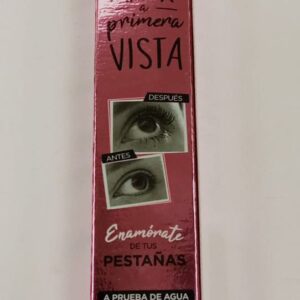 a
primera
VISTA
DESPUÉS
ANTES
Enamórate
DE TUS
PESTAÑAS
A PRUEBA DE AGUA